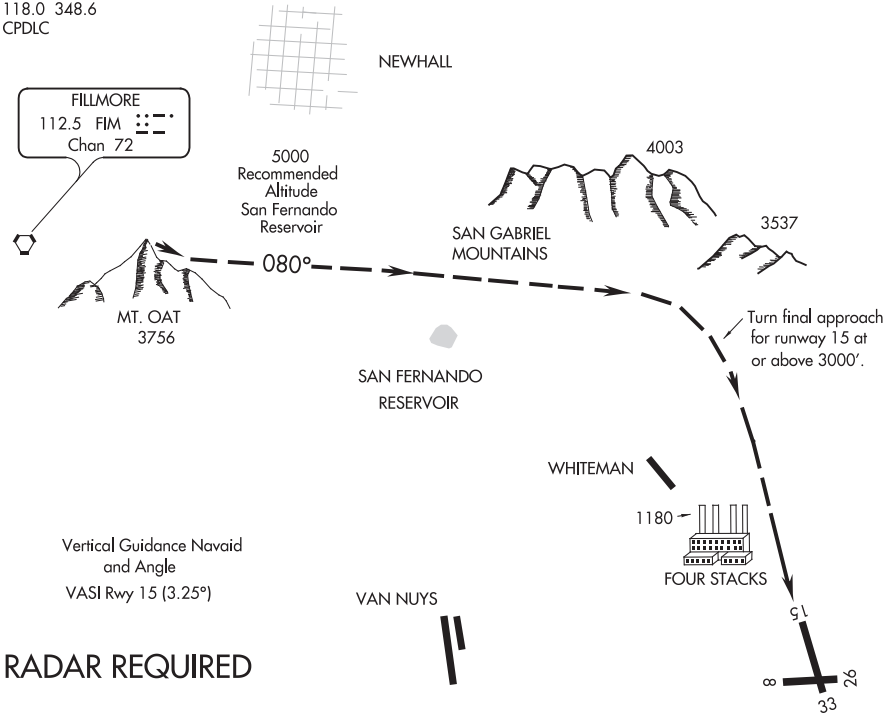 118.0 348.6
CPDLC
NEWHALL
FILLMORE
112.5 FIM
Chan 72
5000
Recommended
Altitude
San Fernando
Reservoir
4003
SAN GABRIEL
MOUNTAINS
3537
080°
MT. OAT
3756
Turn final approach
for runway 15 at
or above 3000'.
SAN FERNANDO
RESERVOIR
WHITEMAN
1180
FOUR STACKS
Vertical Guidance Navaid
and Angle
VASI Rwy 15 (3.25°)
VAN NUYS
15
RADAR REQUIRED
8
26
33